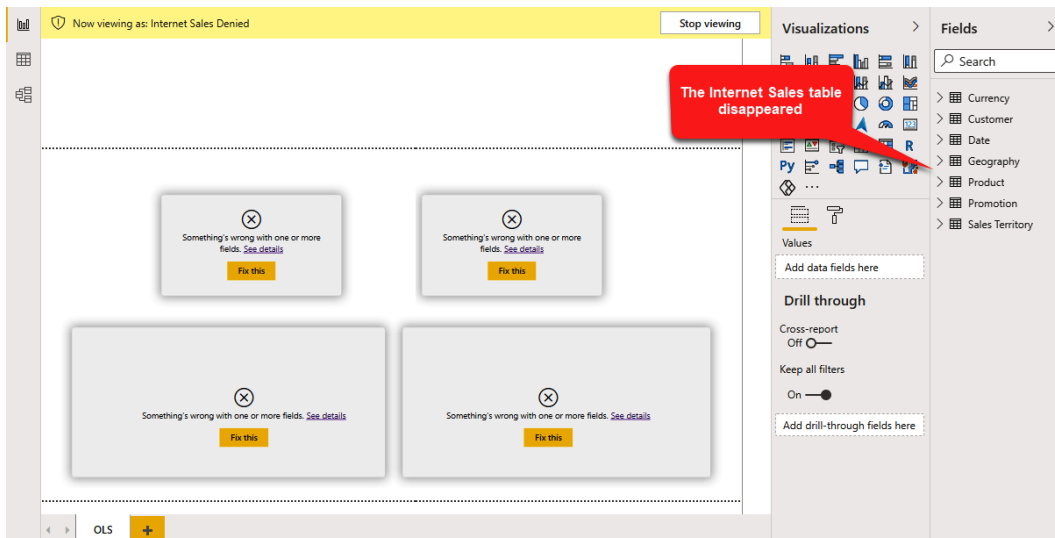 Now viewing as: Internet Sales Denied
Stop viewing
Visualizations
Fields
Search
The Internet Sales table
disappeared
123
R
Py
Currency
Customer
Date
Geography
Product
Promotion
Sales Territory
Something's wrong with one or more
fields. See details
Fix this
Something's wrong with one or more
fields. See details
Fix this
Something's wrong with one or more fields. See details
Fix this
Something's wrong with one or more fields. See details
Fix this
Values
Add data fields here
Drill through
Cross-report
Off
Keep all filters
On
Add drill-through fields here
OLS